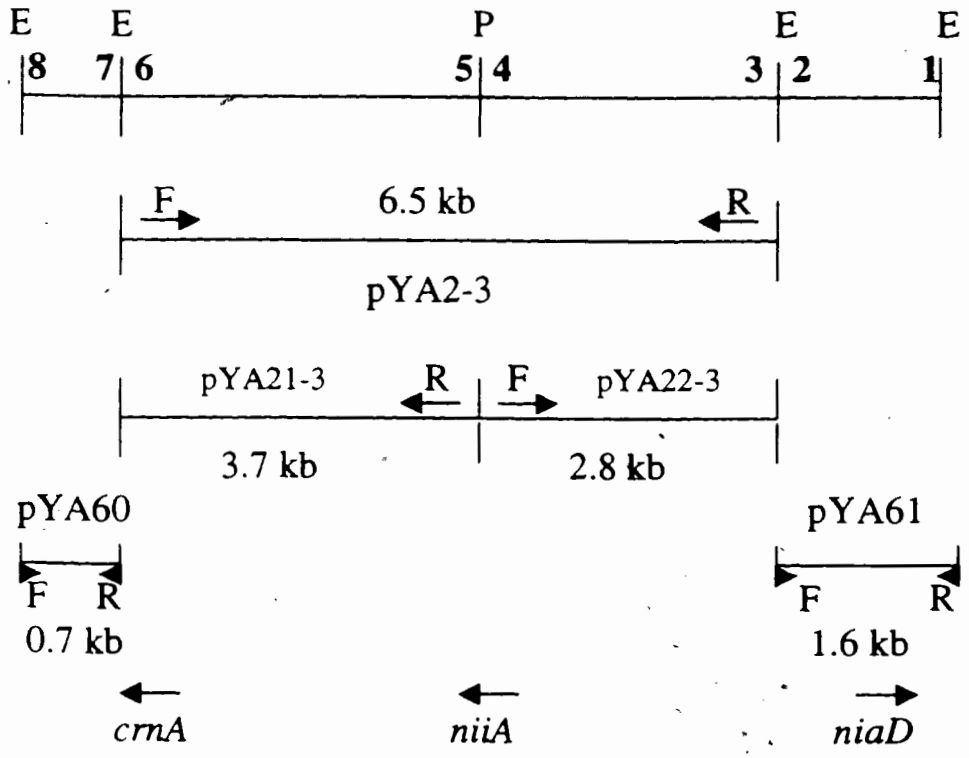 E E P E E
8 7 6 5 4 3 2 1
F 6.5 kb R
pYA2-3
pYA21-3 R F pYA22-3
3.7 kb 2.8 kb
pYA60 pYA61
F R F R
0.7 kb 1.6 kb
crnA niiA niaD